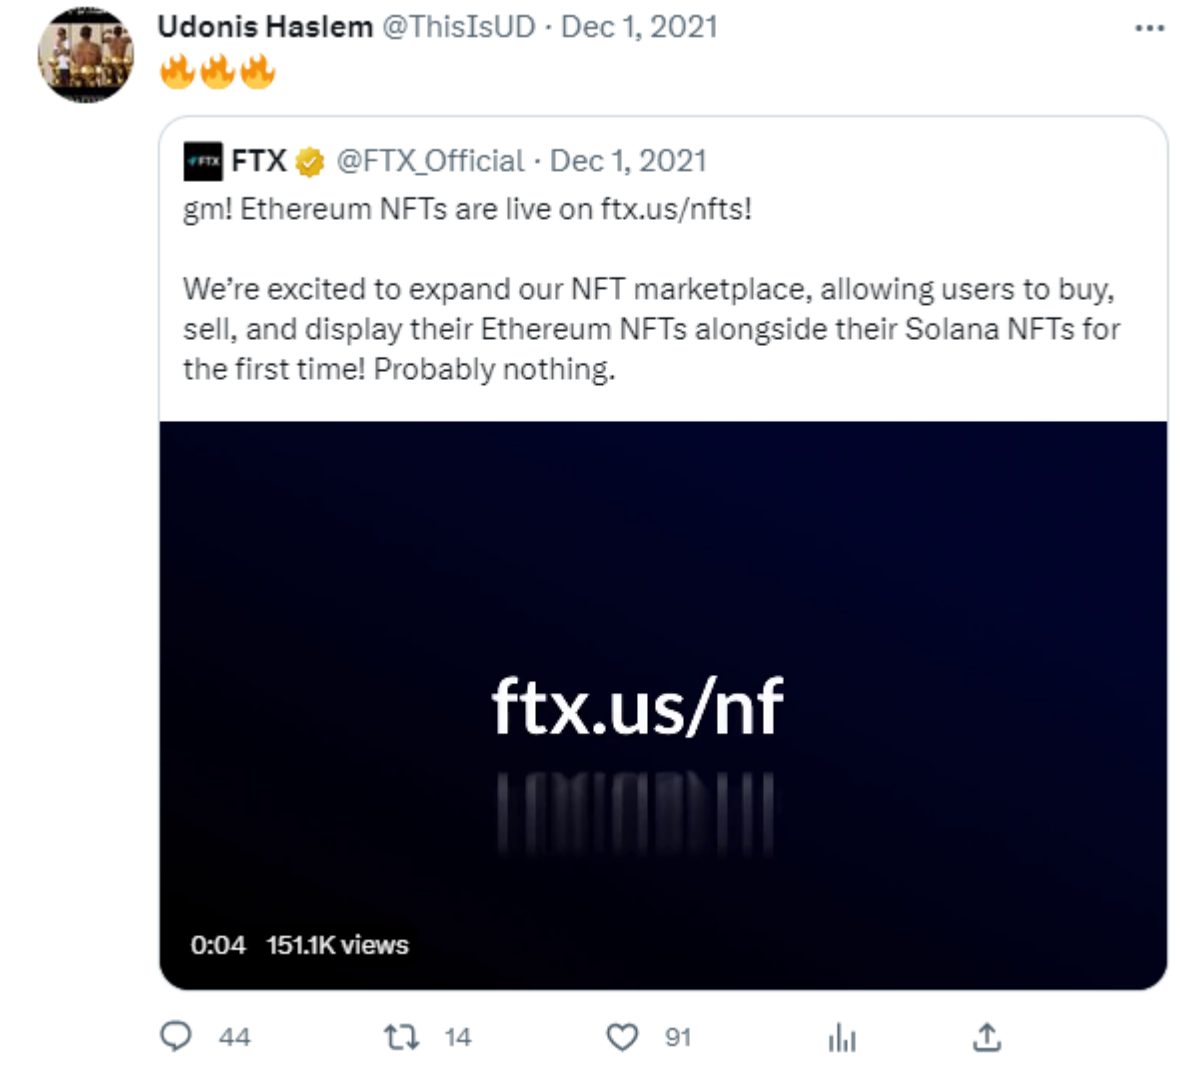 Udonis Haslem @ThisIsUD · Dec 1, 2021
🔥🔥🔥
FTX FTX @FTX_Official · Dec 1, 2021
gm! Ethereum NFTs are live on ftx.us/nfts!
We’re excited to expand our NFT marketplace, allowing users to buy,
sell, and display their Ethereum NFTs alongside their Solana NFTs for
the first time! Probably nothing.
ftx.us/nf
0:04 151.1K views
44 14 91